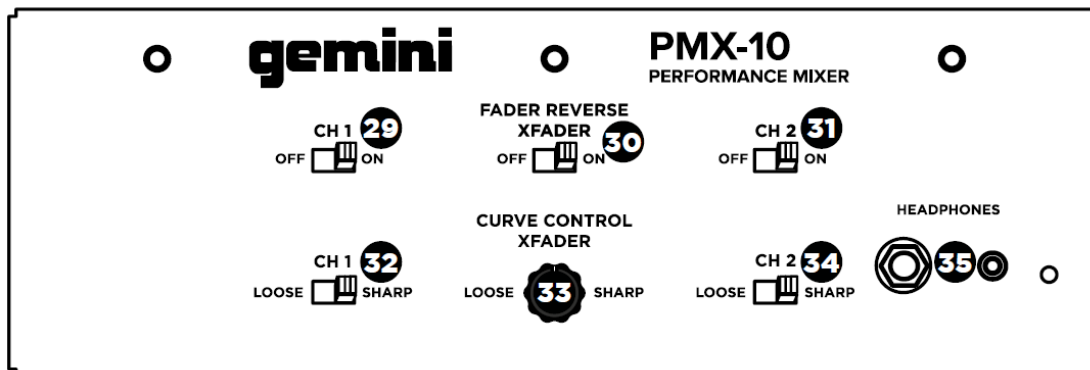 gemini
PMX-10
PERFORMANCE MIXER
CH 1 29
OFF ON
FADER REVERSE
XFADER
OFF ON 30
CH 2 31
OFF ON
CH 1 32
LOOSE SHARP
CURVE CONTROL
XFADER
LOOSE 33 SHARP
CH 2 34
LOOSE SHARP
HEADPHONES
35